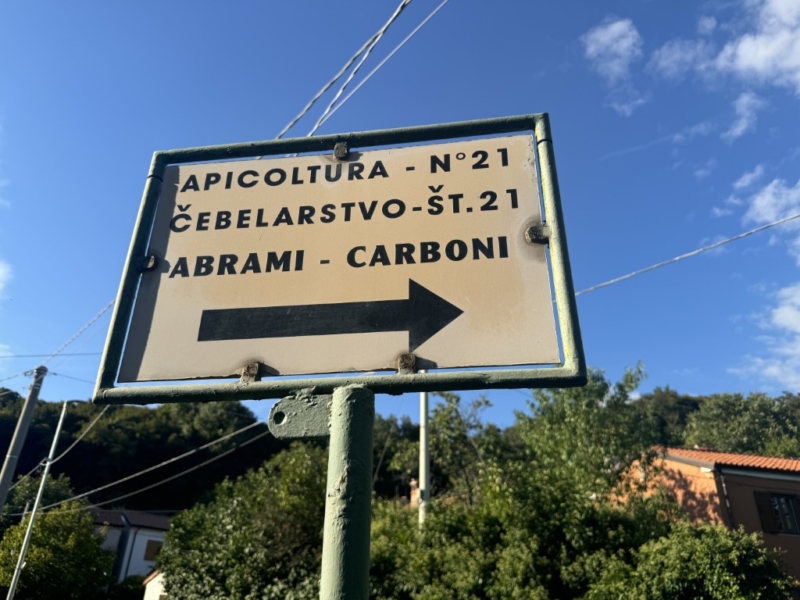 APICOLTURA - N°21
ČEBELARSTVO-ŠT.21
ABRAMI - CARBONI